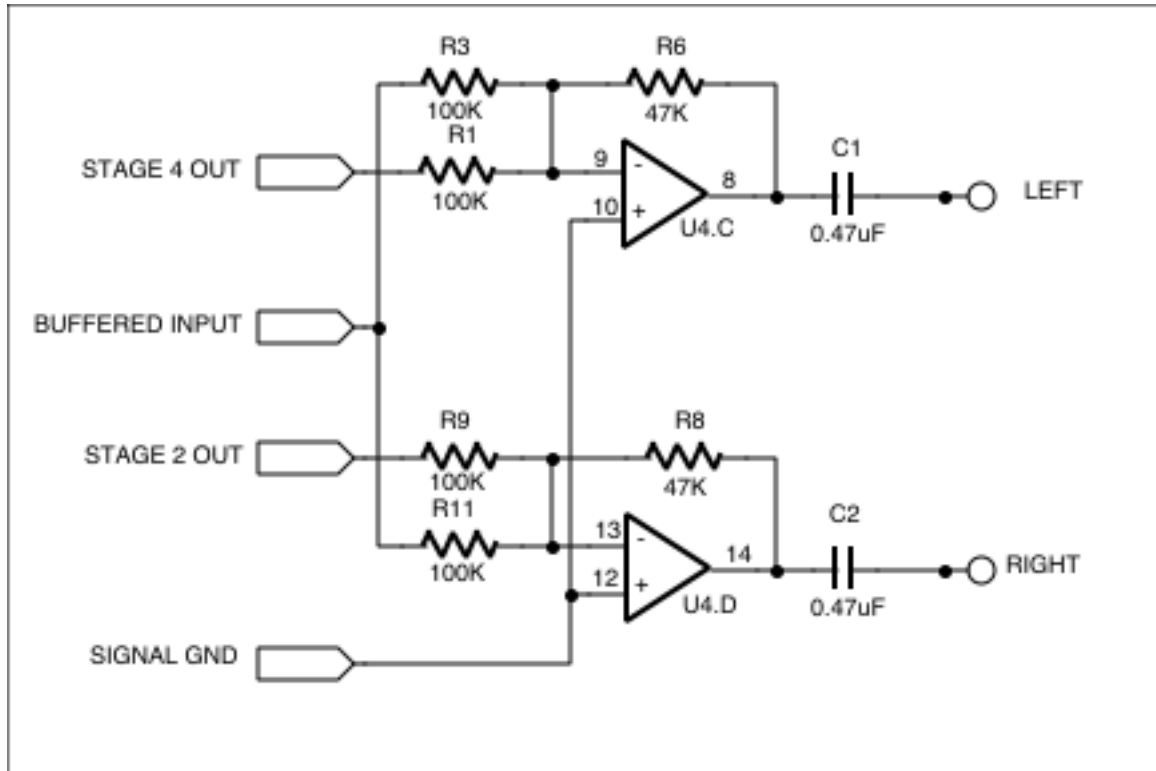 R3
R6
100K
47K
R1
STAGE 4 OUT
9
-
8
C1
LEFT
100K
10
+
U4.C
0.47uF
BUFFERED INPUT
R9
R8
STAGE 2 OUT
100K
47K
R11
C2
13
-
14
RIGHT
100K
12
+
U4.D
0.47uF
SIGNAL GND